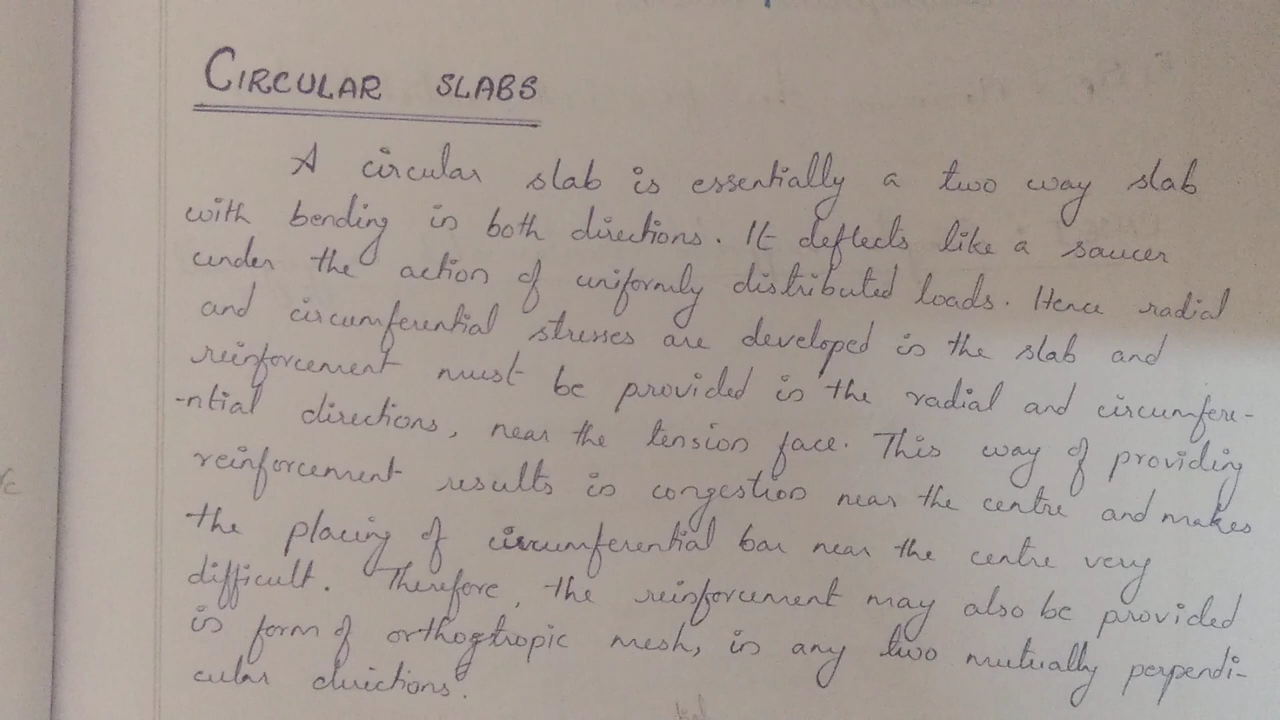 CIRCULAR SLABS
A circular slab is essentially a two way slab
with bending in both directions. It deflects like a saucer
under the action of uniformly distributed loads. Hence radial
and circumferential stresses are developed in the slab and
reinforcement must be provided in the radial and circumfere-
-ntial directions, near the tension face. This way of providing
reinforcement results in congestion near the centre and makes
the placing of circumferential bar near the centre very
difficult. Therefore, the reinforcement may also be provided
in form of orthogtropic mesh, in any two mutually perpendi-
cular directions.